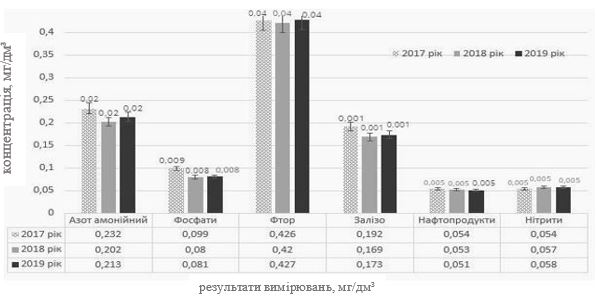 концентрація, мг/дм³
0,4
0,35
0,3
0,25
0,2
0,15
0,1
0,05
0
2017 рік 2018 рік 2019 рік
0,02 0,02 0,02
0,009 0,008 0,008
0,04 0,04 0,04
0,001 0,001 0,001
0,005 0,005 0,005
0,005 0,005 0,005
Азот амонійний Фосфати Фтор Залізо Нафтопродукти Нітрити
2017 рік 0,232 0,099 0,426 0,192 0,054 0,054
2018 рік 0,202 0,08 0,42 0,169 0,053 0,057
2019 рік 0,213 0,081 0,427 0,173 0,051 0,058
результати вимірювань, мг/дм³